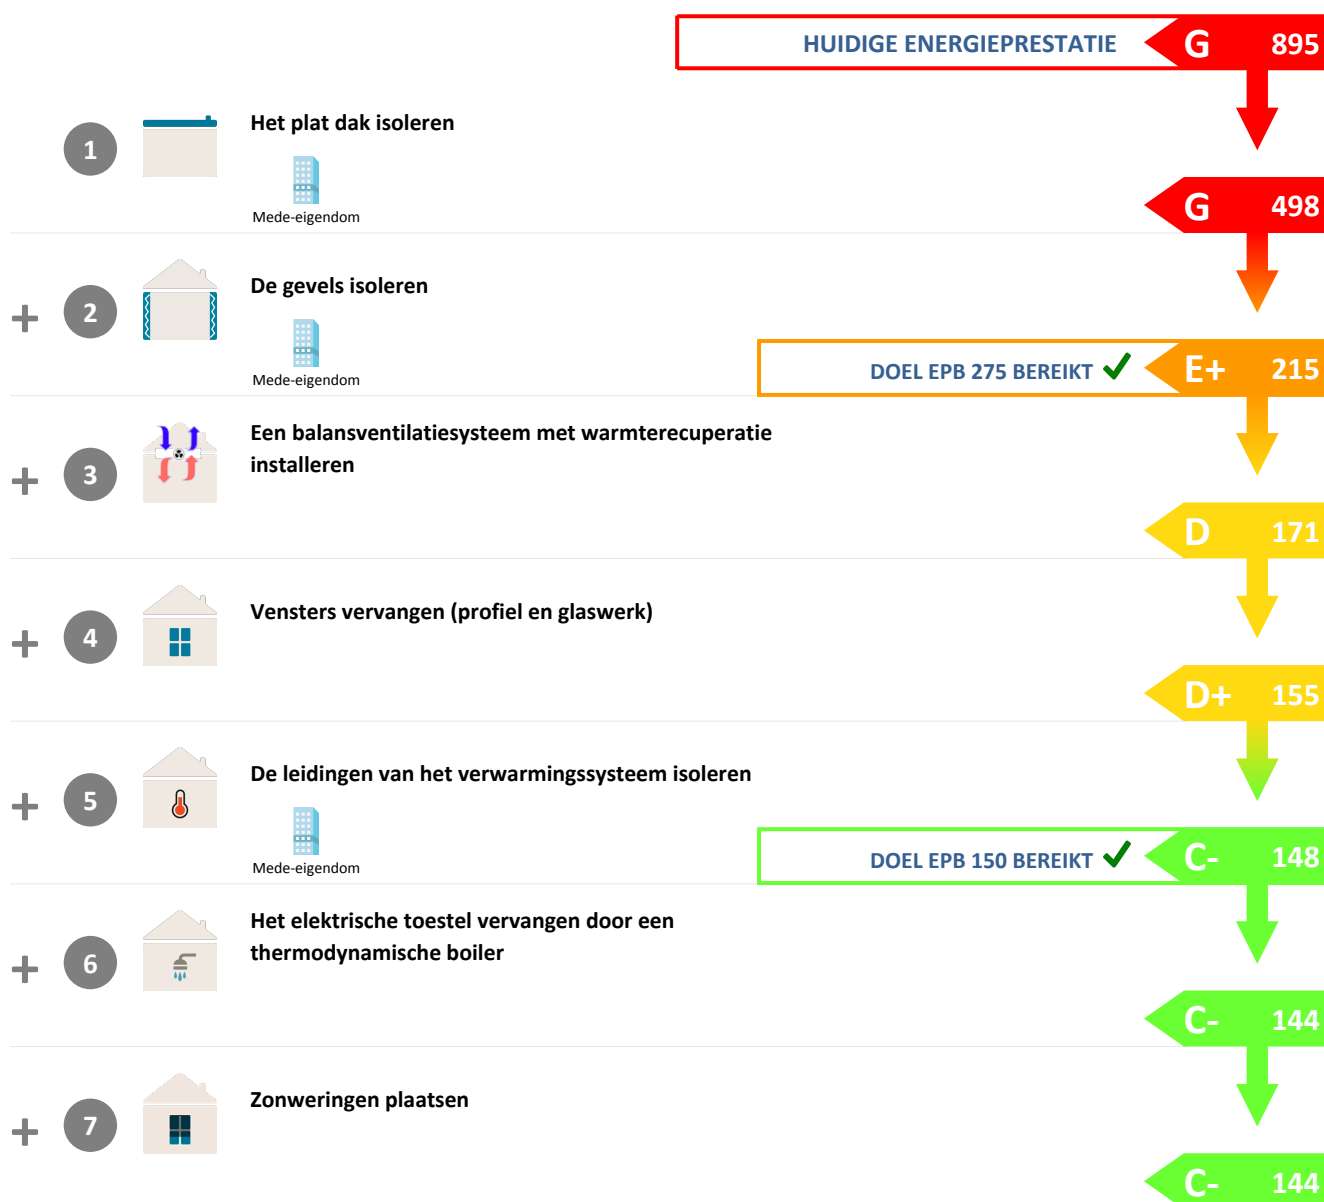 HUIDIGE ENERGIEPRESTATIE G 895
1 Het plat dak isoleren
Mede-eigendom
G 498
+ 2 De gevels isoleren
Mede-eigendom
DOEL EPB 275 BEREIKT E+ 215
+ 3 Een balansventilatiesysteem met warmterecuperatie
installeren
D 171
+ 4 Vensters vervangen (profiel en glaswerk)
D+ 155
+ 5 De leidingen van het verwarmingssysteem isoleren
Mede-eigendom
DOEL EPB 150 BEREIKT C- 148
+ 6 Het elektrische toestel vervangen door een
thermodynamische boiler
C- 144
+ 7 Zonweringen plaatsen
C- 144